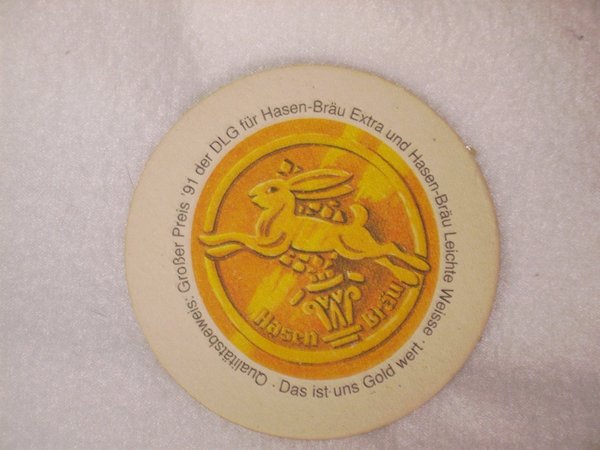 Qualitätsbeweis: Großer Preis '91 der DLG für Hasen-Bräu Extra und Hasen-Bräu Leichte Weisse · Das ist uns Gold wert ·
Hasen Bräu